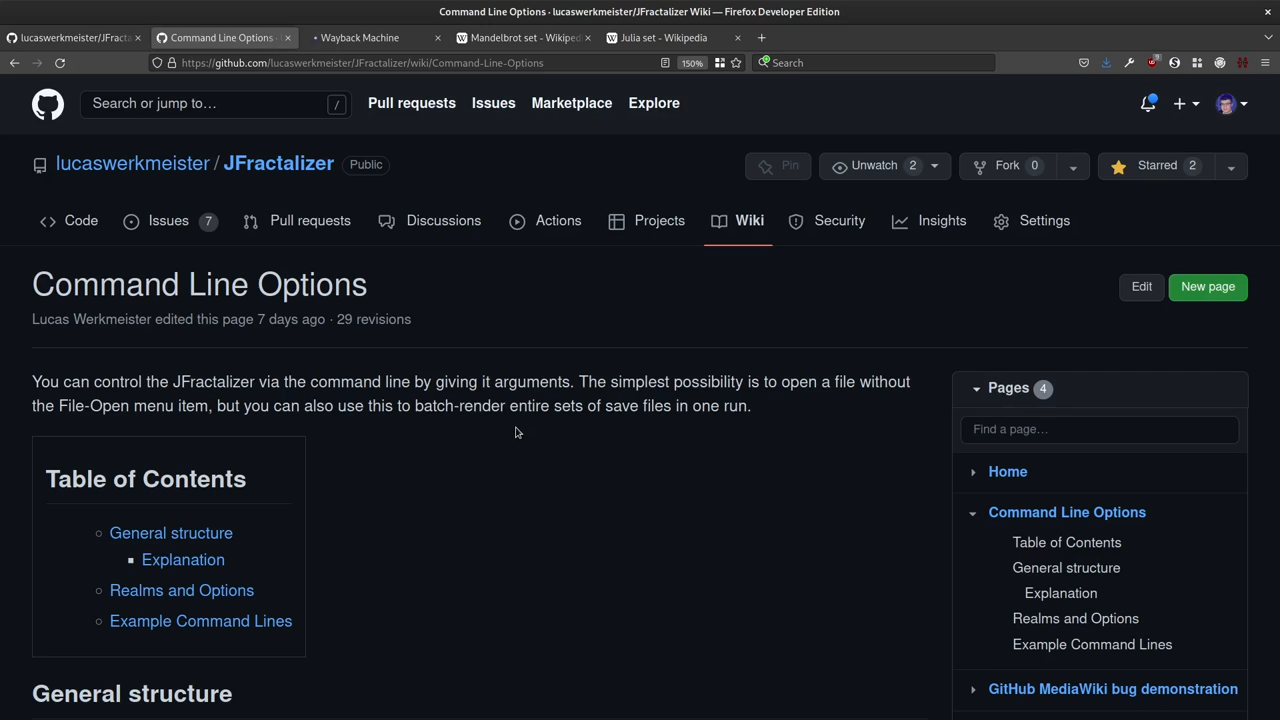 Command Line Options · lucaswerkmeister/JFractalizer Wiki — Firefox Developer Edition
lucaswerkmeister/JFracta
Command Line Options ·
Wayback Machine
Mandelbrot set - Wikiped
Julia set - Wikipedia
https://github.com/lucaswerkmeister/JFractalizer/wiki/Command-Line-Options
150%
Search
Search or jump to…
/
Pull requests
Issues
Marketplace
Explore
lucaswerkmeister / JFractalizer
Public
Pin
Unwatch 2
Fork 0
Starred 2
Code
Issues 7
Pull requests
Discussions
Actions
Projects
Wiki
Security
Insights
Settings
Command Line Options
Edit
New page
Lucas Werkmeister edited this page 7 days ago · 29 revisions
You can control the JFractalizer via the command line by giving it arguments. The simplest possibility is to open a file without
the File-Open menu item, but you can also use this to batch-render entire sets of save files in one run.
Table of Contents
General structure
Explanation
Realms and Options
Example Command Lines
General structure
Pages 4
Find a page…
Home
Command Line Options
Table of Contents
General structure
Explanation
Realms and Options
Example Command Lines
GitHub MediaWiki bug demonstration